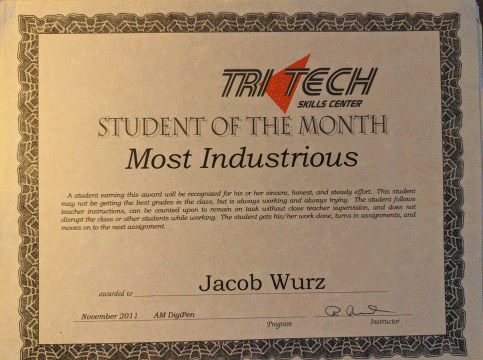 TRI TECH
SKILLS CENTER
STUDENT OF THE MONTH
Most Industrious
A student earning this award will be recognized for his or her sincere, honest, and steady effort. This student
may not be getting the best grades in the class, but is always working and always trying. The student follows
teacher instructions, can be counted upon to remain on task without close teacher supervision, and does not
disrupt the class or other students while working. The student gets his/her work done, turns in assignments, and
moves on to the next assignment.
awarded to Jacob Wurz
November 2011 AM DigiPen
Program Instructor